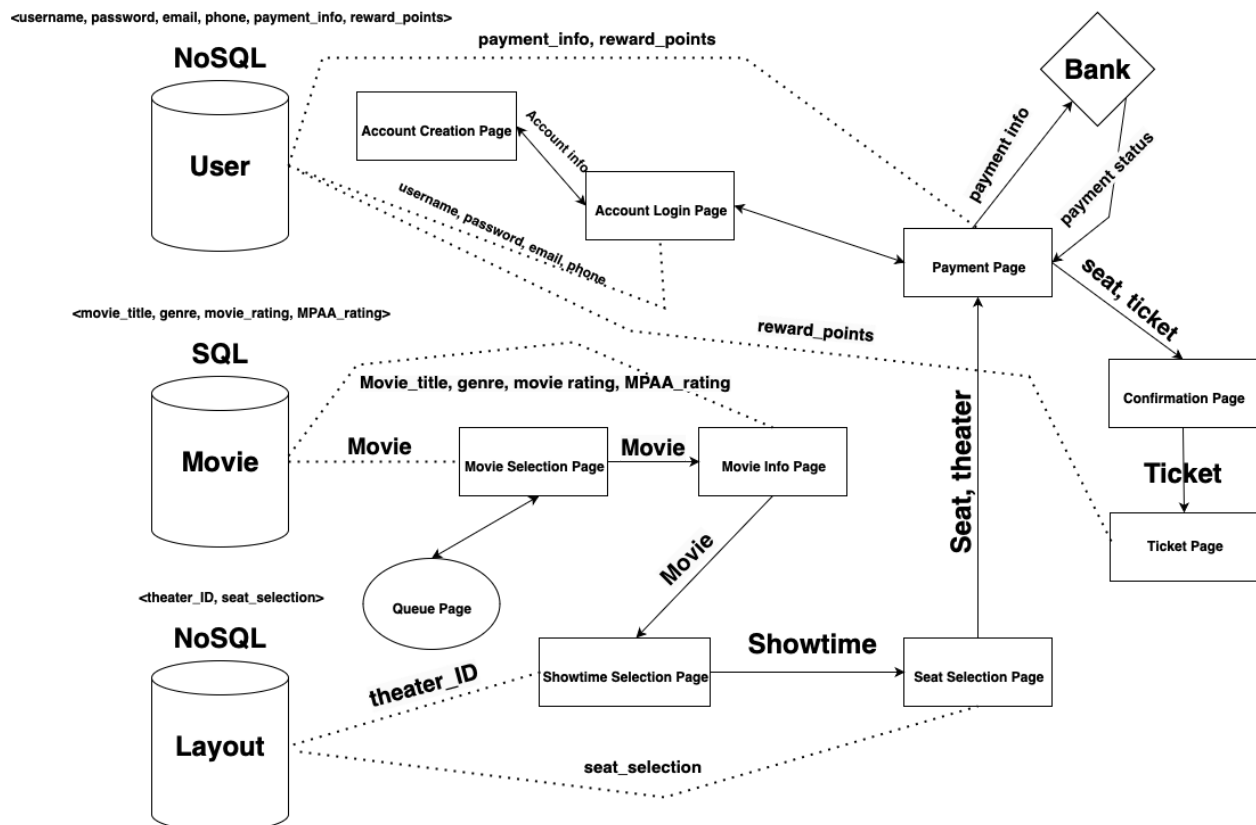 <username, password, email, phone, payment_info, reward_points>
NoSQL
User
payment_info, reward_points
Bank
Account Creation Page
Account info
payment info
payment status
Account Login Page
username, password, email, phone
Payment Page
seat, ticket
<movie_title, genre, movie_rating, MPAA_rating>
SQL
Movie
reward_points
Movie_title, genre, movie rating, MPAA_rating
Confirmation Page
Movie
Movie Selection Page
Movie
Movie Info Page
Seat, theater
Ticket
Ticket Page
Movie
Queue Page
<theater_ID, seat_selection>
NoSQL
Layout
theater_ID
Showtime Selection Page
Showtime
Seat Selection Page
seat_selection